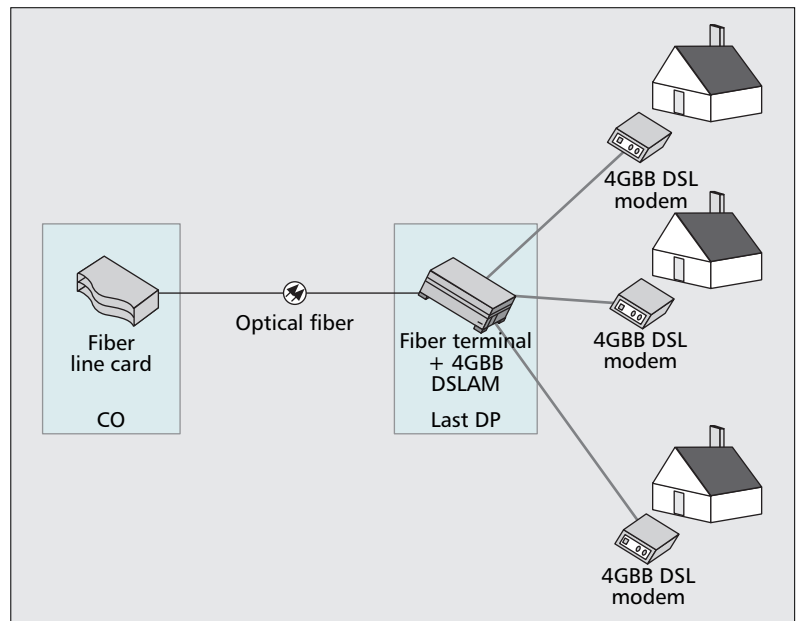 4GBB DSL
modem
Optical fiber
Fiber
line card
CO
Fiber terminal
+ 4GBB
DSLAM
Last DP
4GBB DSL
modem
4GBB DSL
modem